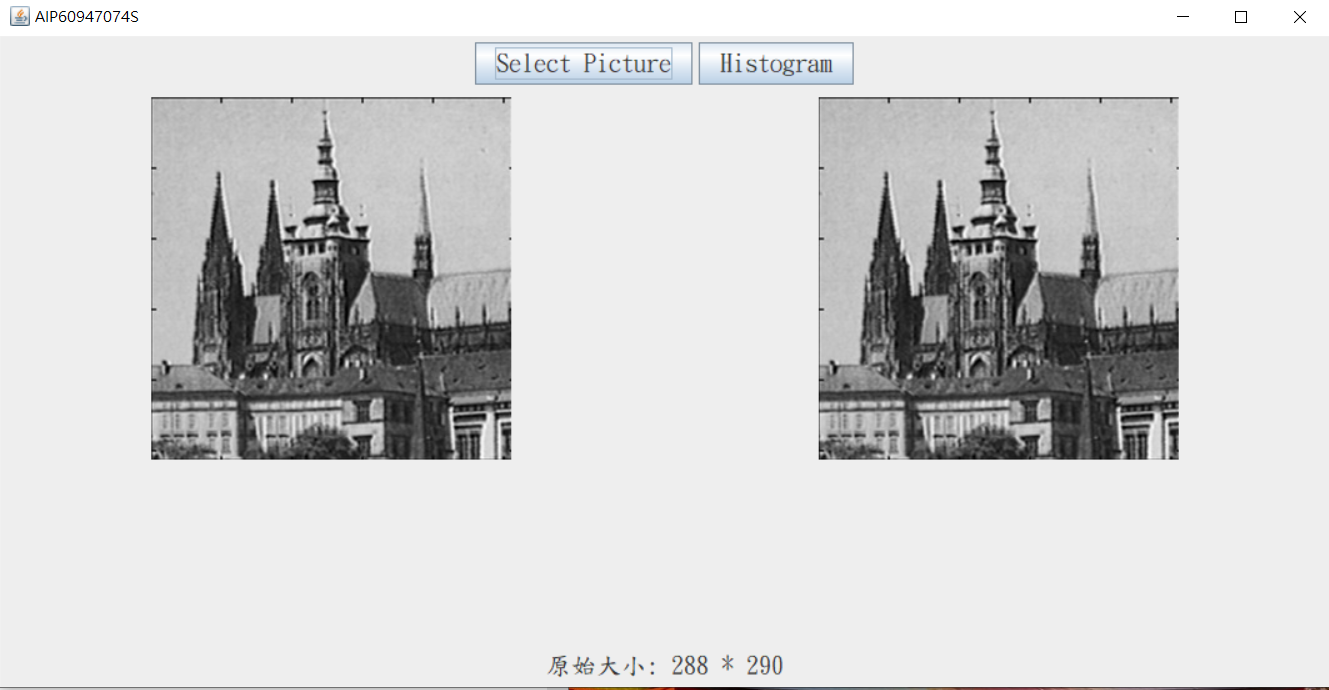 AIP60947074S
Select Picture Histogram
原始大小: 288 * 290